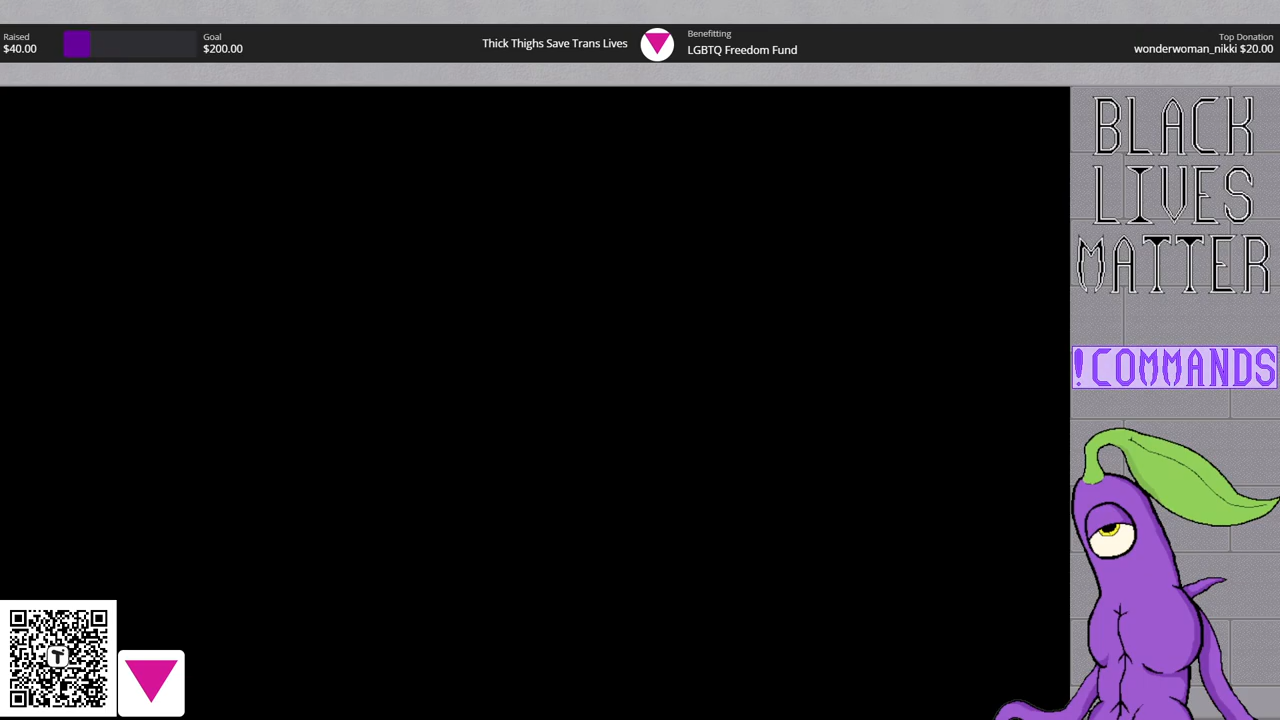 Raised
$40.00
Goal
$200.00
Thick Thighs Save Trans Lives
Benefitting
LGBTQ Freedom Fund
Top Donation
wonderwoman_nikki $20.00
BLACK
LIVES
MATTER
!COMMANDS
T